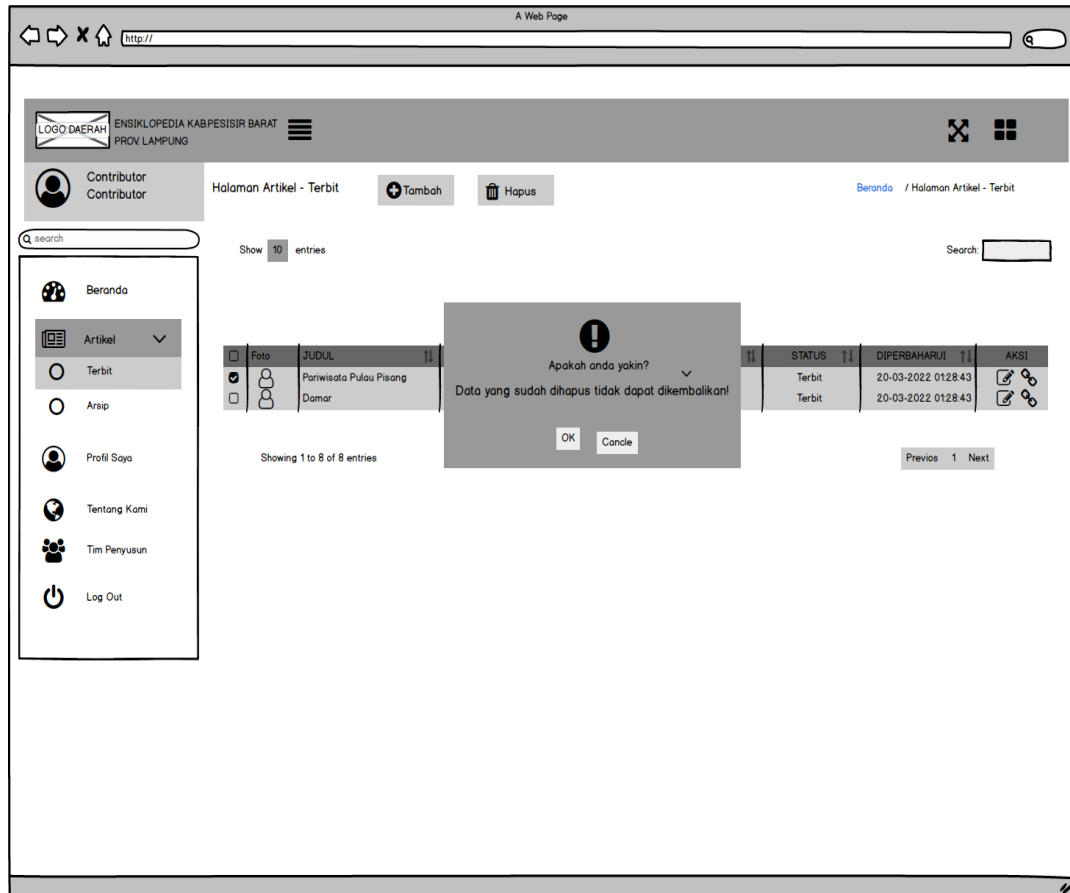 A Web Page
http://
LOGO DAERAH
ENSIKLOPEDIA KAB.PESISIR BARAT
PROV. LAMPUNG
Contributor
Contributor
Halaman Artikel - Terbit
Tambah
Hapus
Beranda / Halaman Artikel - Terbit
search
Show 10 entries
Search:
Beranda
Artikel
Terbit
Arsip
Profil Saya
Tentang Kami
Tim Penyusun
Log Out
Foto JUDUL STATUS DIPERBAHARUI AKSI
Pariwisata Pulau Pisang Terbit 20-03-2022 01:28:43
Damar Terbit 20-03-2022 01:28:43
Apakah anda yakin?
Data yang sudah dihapus tidak dapat dikembalikan!
OK
Cancle
Showing 1 to 8 of 8 entries
Previos 1 Next